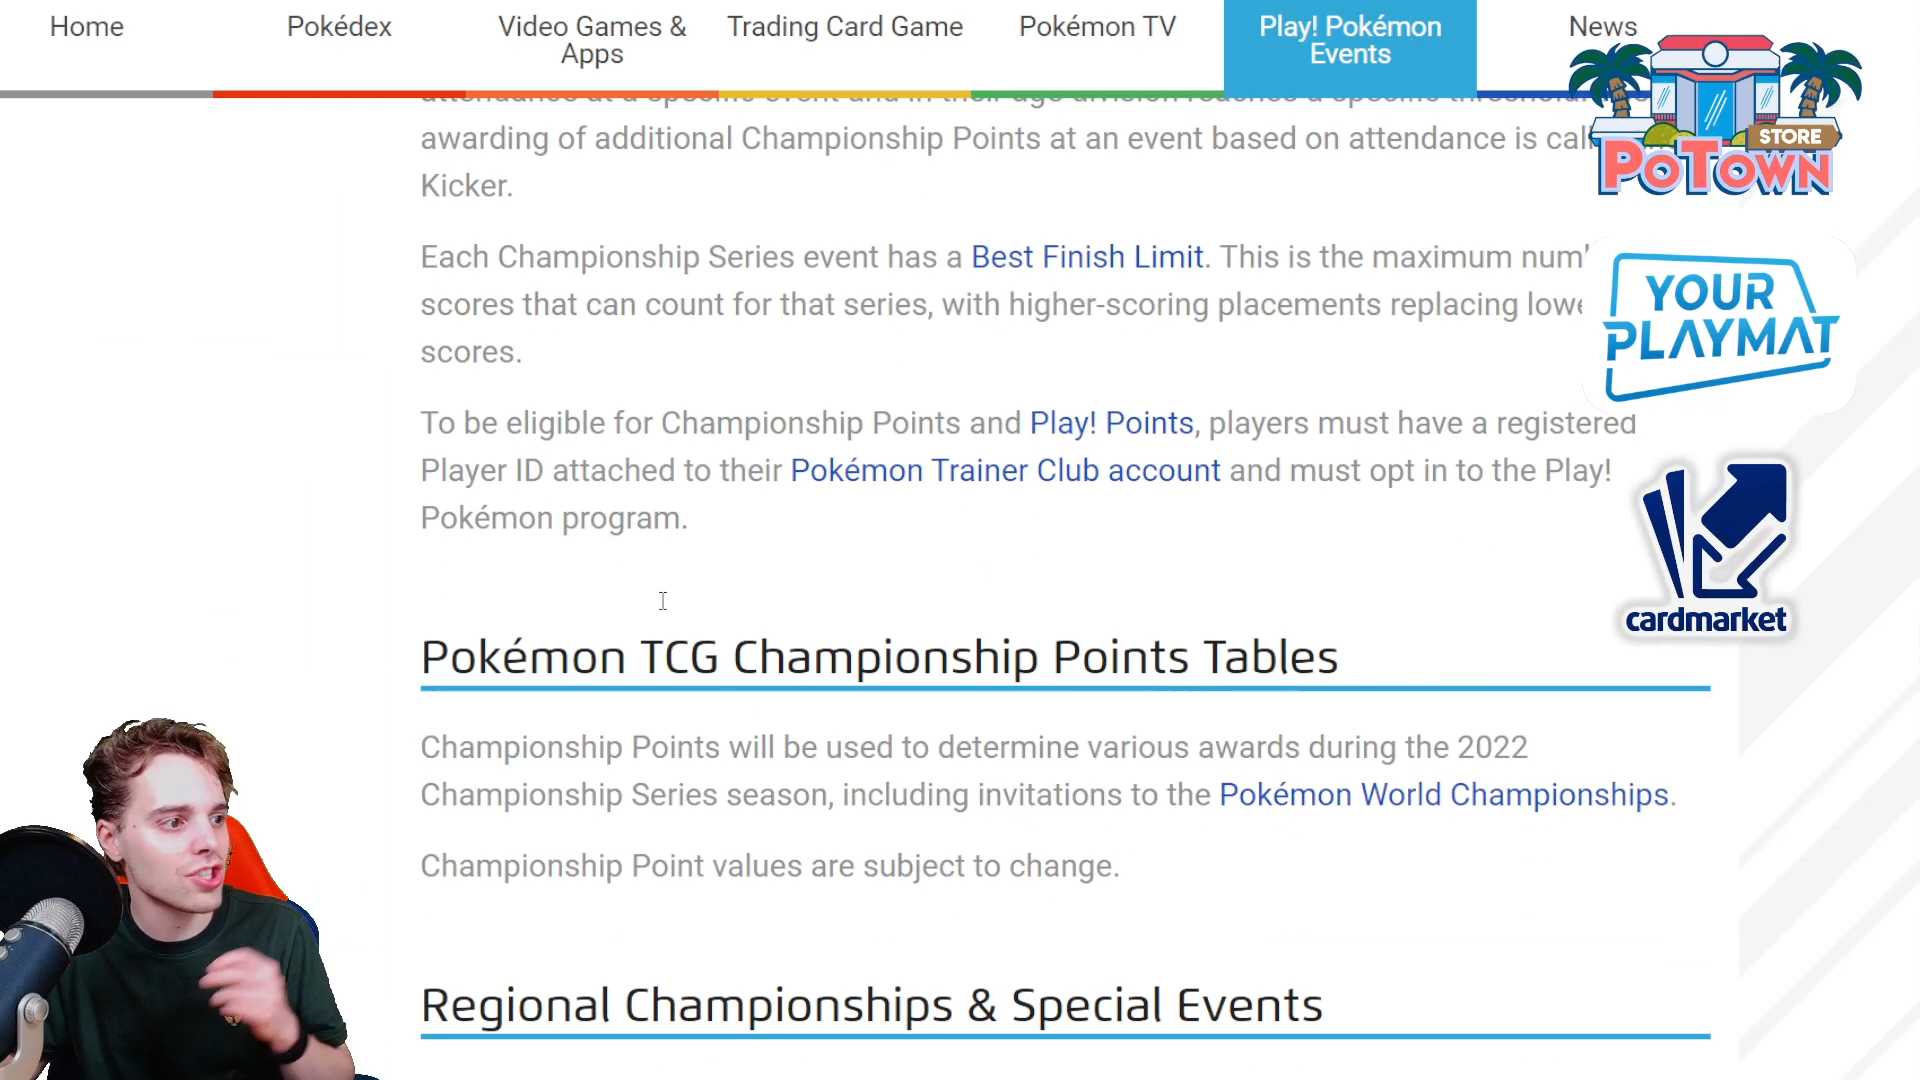 Home
Pokédex
Video Games &
Apps
Trading Card Game
Pokémon TV
Play! Pokémon
Events
News
awarding of additional Championship Points at an event based on attendance is
Kicker.
STORE
POTOWN
Each Championship Series event has a Best Finish Limit. This is the maximum
scores that can count for that series, with higher-scoring placements replacing
scores.
YOUR
PLAYMAT
To be eligible for Championship Points and Play! Points, players must have a registered
Player ID attached to their Pokémon Trainer Club account and must opt in to the Play!
Pokémon program.
cardmarket
Pokémon TCG Championship Points Tables
Championship Points will be used to determine various awards during the 2022
Championship Series season, including invitations to the Pokémon World Championships.
Championship Point values are subject to change.
Regional Championships & Special Events